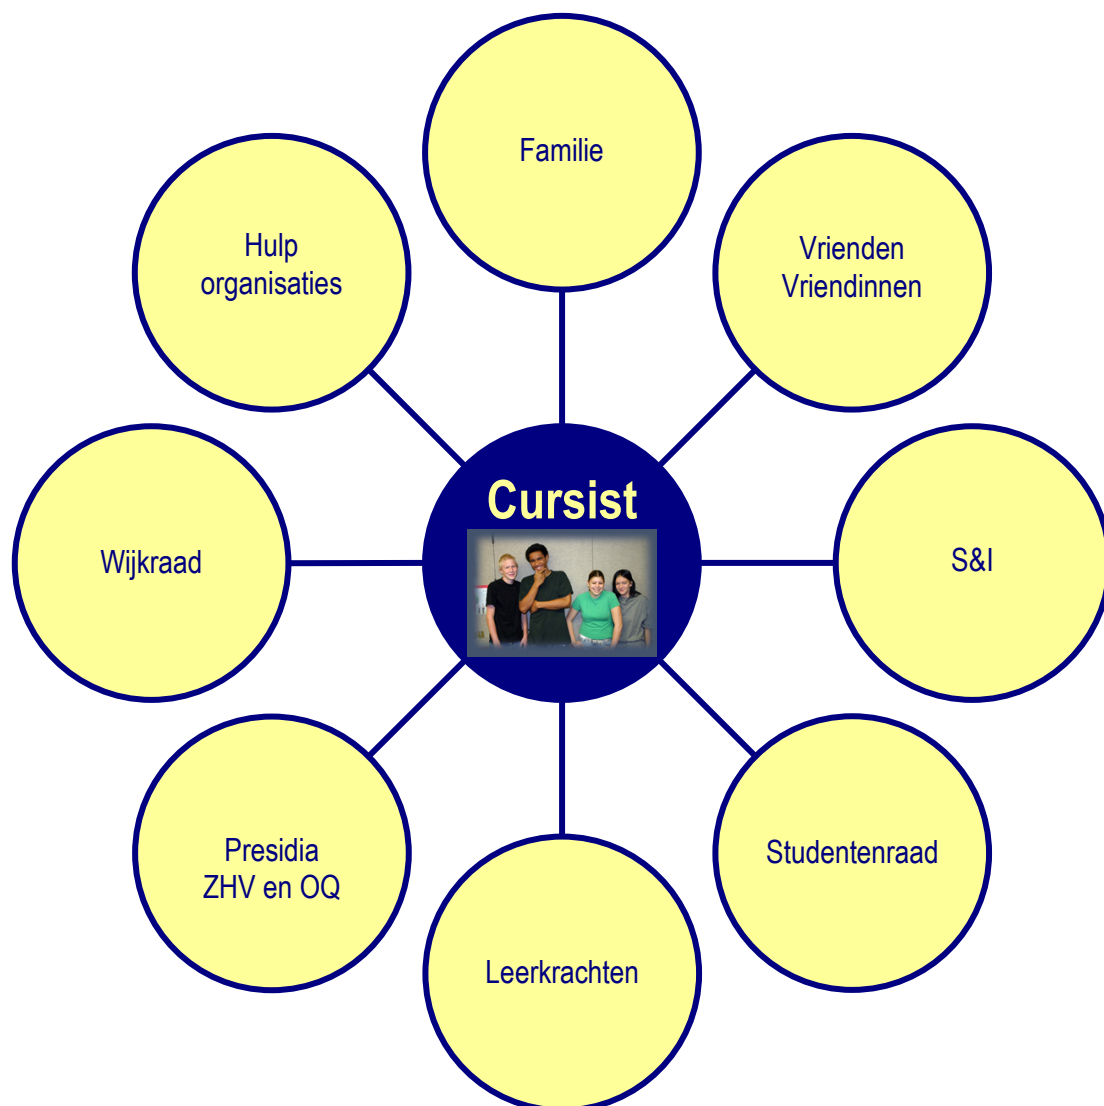 Familie
Hulp
organisaties
Vrienden
Vriendinnen
Cursist
Wijkraad
S&I
Presidia
ZHV en OQ
Studentenraad
Leerkrachten